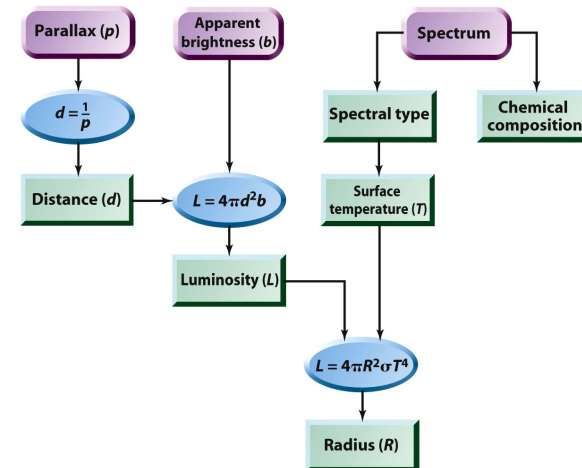 Parallax (p)
Apparent
brightness (b)
Spectrum
d = 1/p
Spectral type
Chemical
composition
Distance (d)
L = 4πd²b
Surface
temperature (T)
Luminosity (L)
L = 4πR²σT⁴
Radius (R)